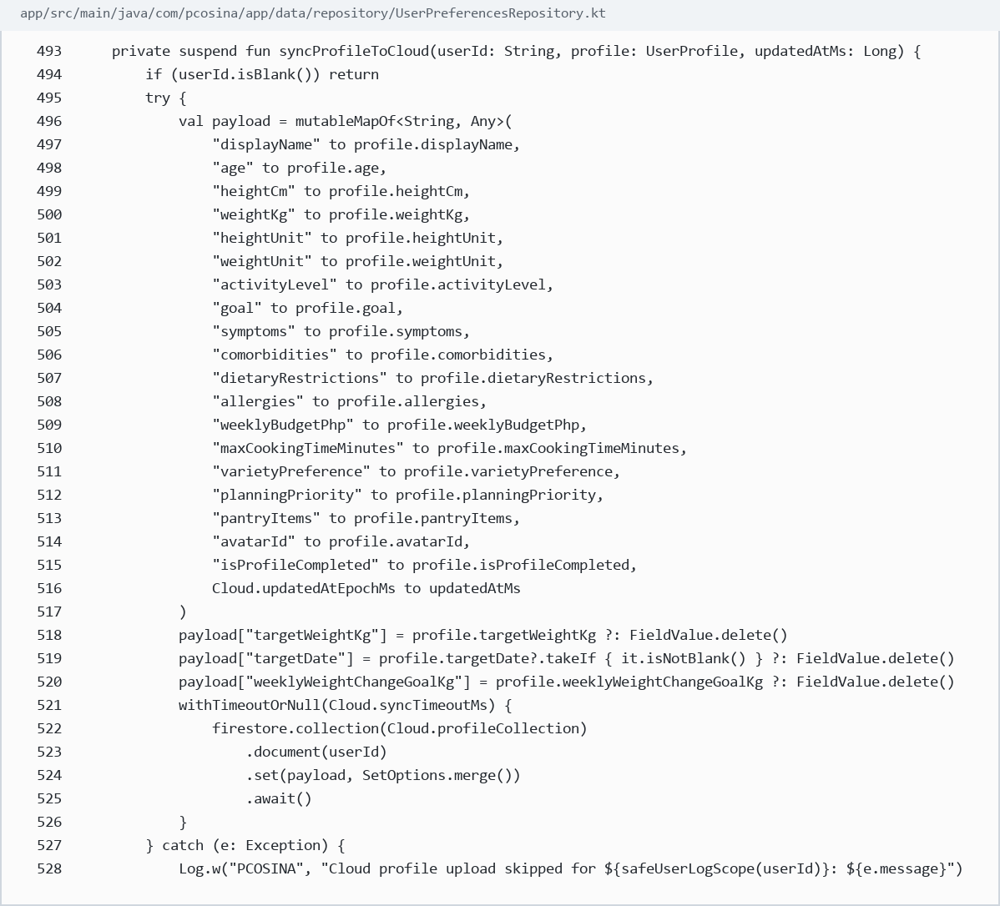 app/src/main/java/com/pcosina/app/data/repository/UserPreferencesRepository.kt
493 private suspend fun syncProfileToCloud(userId: String, profile: UserProfile, updatedAtMs: Long) {
494 if (userId.isBlank()) return
495 try {
496 val payload = mutableMapOf<String, Any>(
497 "displayName" to profile.displayName,
498 "age" to profile.age,
499 "heightCm" to profile.heightCm,
500 "weightKg" to profile.weightKg,
501 "heightUnit" to profile.heightUnit,
502 "weightUnit" to profile.weightUnit,
503 "activityLevel" to profile.activityLevel,
504 "goal" to profile.goal,
505 "symptoms" to profile.symptoms,
506 "comorbidities" to profile.comorbidities,
507 "dietaryRestrictions" to profile.dietaryRestrictions,
508 "allergies" to profile.allergies,
509 "weeklyBudgetPhp" to profile.weeklyBudgetPhp,
510 "maxCookingTimeMinutes" to profile.maxCookingTimeMinutes,
511 "varietyPreference" to profile.varietyPreference,
512 "planningPriority" to profile.planningPriority,
513 "pantryItems" to profile.pantryItems,
514 "avatarId" to profile.avatarId,
515 "isProfileCompleted" to profile.isProfileCompleted,
516 Cloud.updatedAtEpochMs to updatedAtMs
517 )
518 payload["targetWeightKg"] = profile.targetWeightKg ?: FieldValue.delete()
519 payload["targetDate"] = profile.targetDate?.takeIf { it.isNotBlank() } ?: FieldValue.delete()
520 payload["weeklyWeightChangeGoalKg"] = profile.weeklyWeightChangeGoalKg ?: FieldValue.delete()
521 withTimeoutOrNull(Cloud.syncTimeoutMs) {
522 firestore.collection(Cloud.profileCollection)
523 .document(userId)
524 .set(payload, SetOptions.merge())
525 .await()
526 }
527 } catch (e: Exception) {
528 Log.w("PCOSINA", "Cloud profile upload skipped for ${safeUserLogScope(userId)}: ${e.message}")